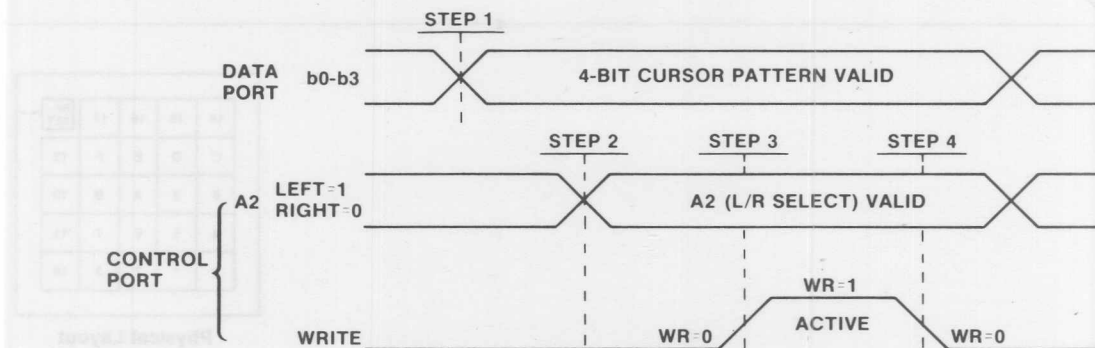 STEP 1
DATA PORT b0-b3 4-BIT CURSOR PATTERN VALID
STEP 2 STEP 3 STEP 4
A2 LEFT=1 RIGHT=0 A2 (L/R SELECT) VALID
CONTROL PORT
WR=1
WRITE WR=0 ACTIVE WR=0
Physical Layout